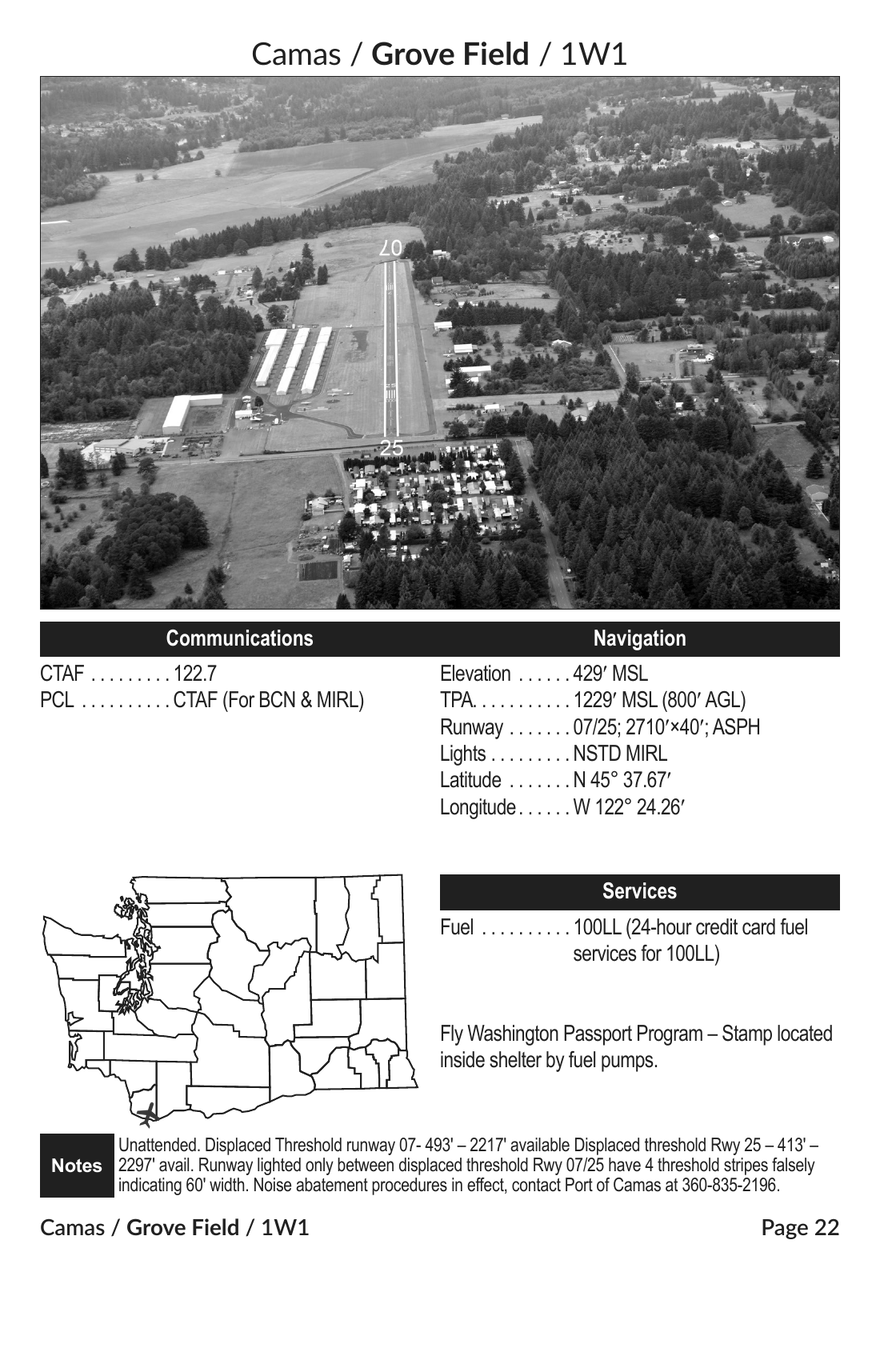 Camas / Grove Field / 1W1
07
25
Communications
CTAF . . . . . . . . . 122.7
PCL . . . . . . . . . . CTAF (For BCN & MIRL)
Navigation
Elevation . . . . . . 429′ MSL
TPA. . . . . . . . . . . 1229′ MSL (800′ AGL)
Runway . . . . . . . 07/25; 2710′×40′; ASPH
Lights . . . . . . . . . NSTD MIRL
Latitude . . . . . . . N 45° 37.67′
Longitude . . . . . . W 122° 24.26′
Services
Fuel . . . . . . . . . . 100LL (24-hour credit card fuel
services for 100LL)
Fly Washington Passport Program – Stamp located
inside shelter by fuel pumps.
Notes
Unattended. Displaced Threshold runway 07- 493' – 2217' available Displaced threshold Rwy 25 – 413' –
2297' avail. Runway lighted only between displaced threshold Rwy 07/25 have 4 threshold stripes falsely
indicating 60' width. Noise abatement procedures in effect, contact Port of Camas at 360-835-2196.
Camas / Grove Field / 1W1
Page 22